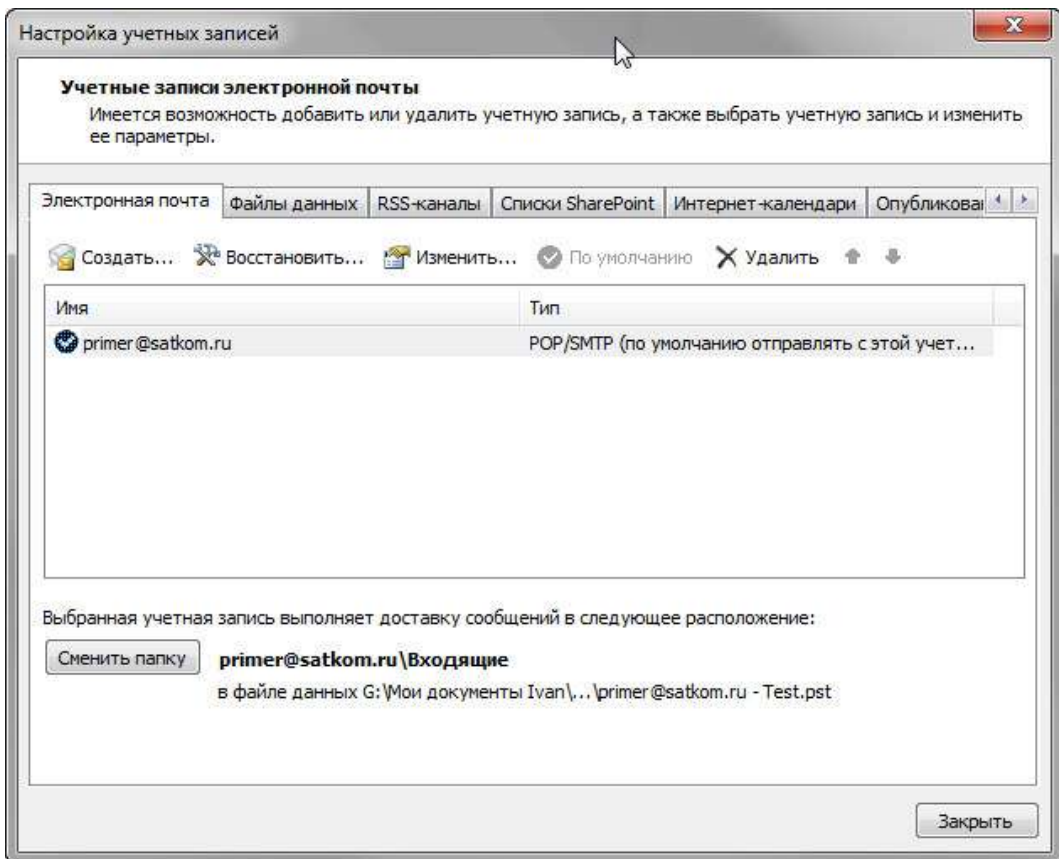 Настройка учетных записей
Учетные записи электронной почты
Имеется возможность добавить или удалить учетную запись, а также выбрать учетную запись и изменить
ее параметры.
Электронная почта Файлы данных RSS-каналы Списки SharePoint Интернет-календари Опубликова
Создать... Восстановить... Изменить... По умолчанию Удалить
Имя Тип
primer@satkom.ru POP/SMTP (по умолчанию отправлять с этой учет...
Выбранная учетная запись выполняет доставку сообщений в следующее расположение:
Сменить папку primer@satkom.ru\Входящие
в файле данных G:\Мои документы Ivan\...\primer@satkom.ru - Test.pst
Закрыть